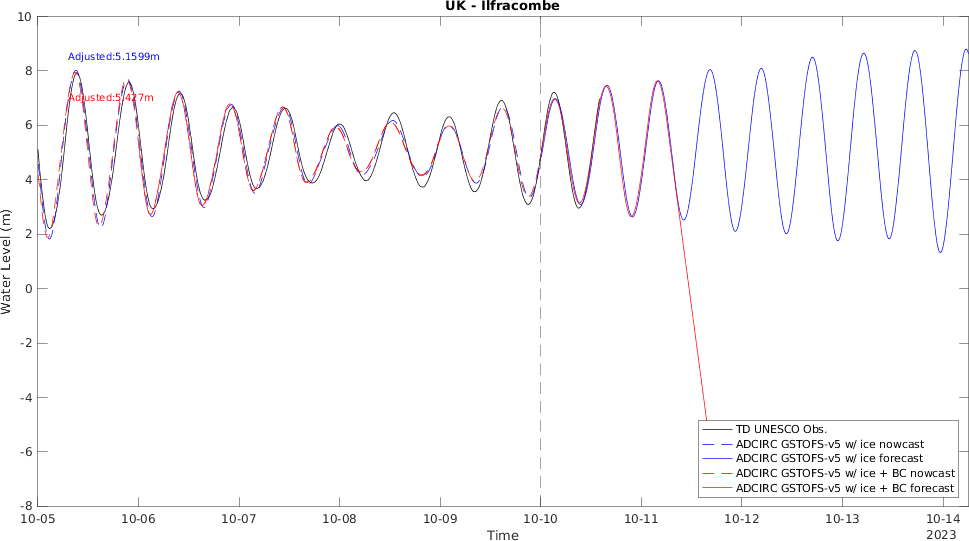 UK - Ilfracombe
10
8
6
4
2
0
-2
-4
-6
-8
Water Level (m)
Adjusted:5.1599m
Adjusted:5.427m
TD UNESCO Obs.
ADCIRC GSTOFS-v5 w/ ice nowcast
ADCIRC GSTOFS-v5 w/ ice forecast
ADCIRC GSTOFS-v5 w/ ice + BC nowcast
ADCIRC GSTOFS-v5 w/ ice + BC forecast
10-05 10-06 10-07 10-08 10-09 10-10 10-11 10-12 10-13 10-14
2023
Time